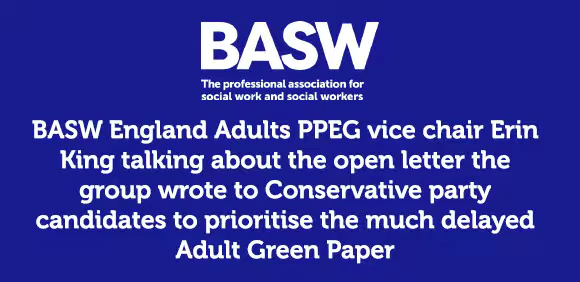 BASW
The professional association for
social work and social workers
BASW England Adults PPEG vice chair Erin
King talking about the open letter the
group wrote to Conservative party
candidates to prioritise the much delayed
Adult Green Paper